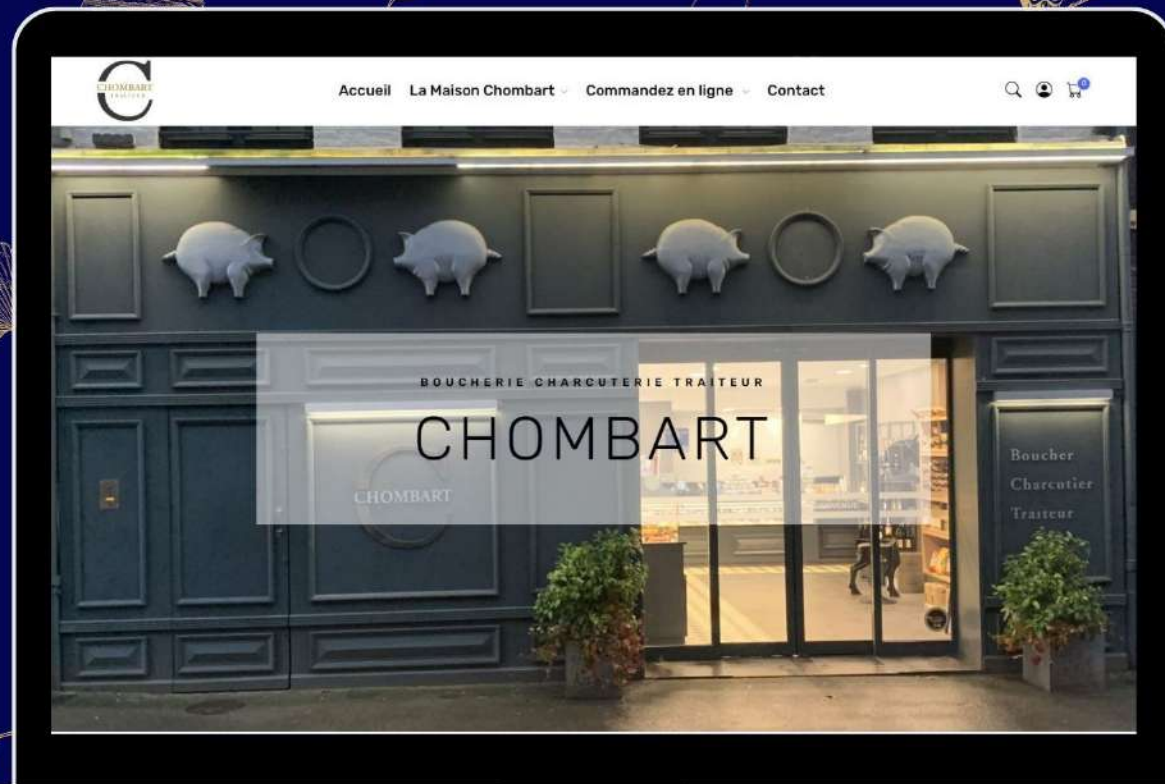 CHOMBART
TRAITEUR
Accueil La Maison Chombart Commandez en ligne Contact
0
BOUCHERIE CHARCUTERIE TRAITEUR
CHOMBART
CHOMBART
Boucher
Charcutier
Traiteur